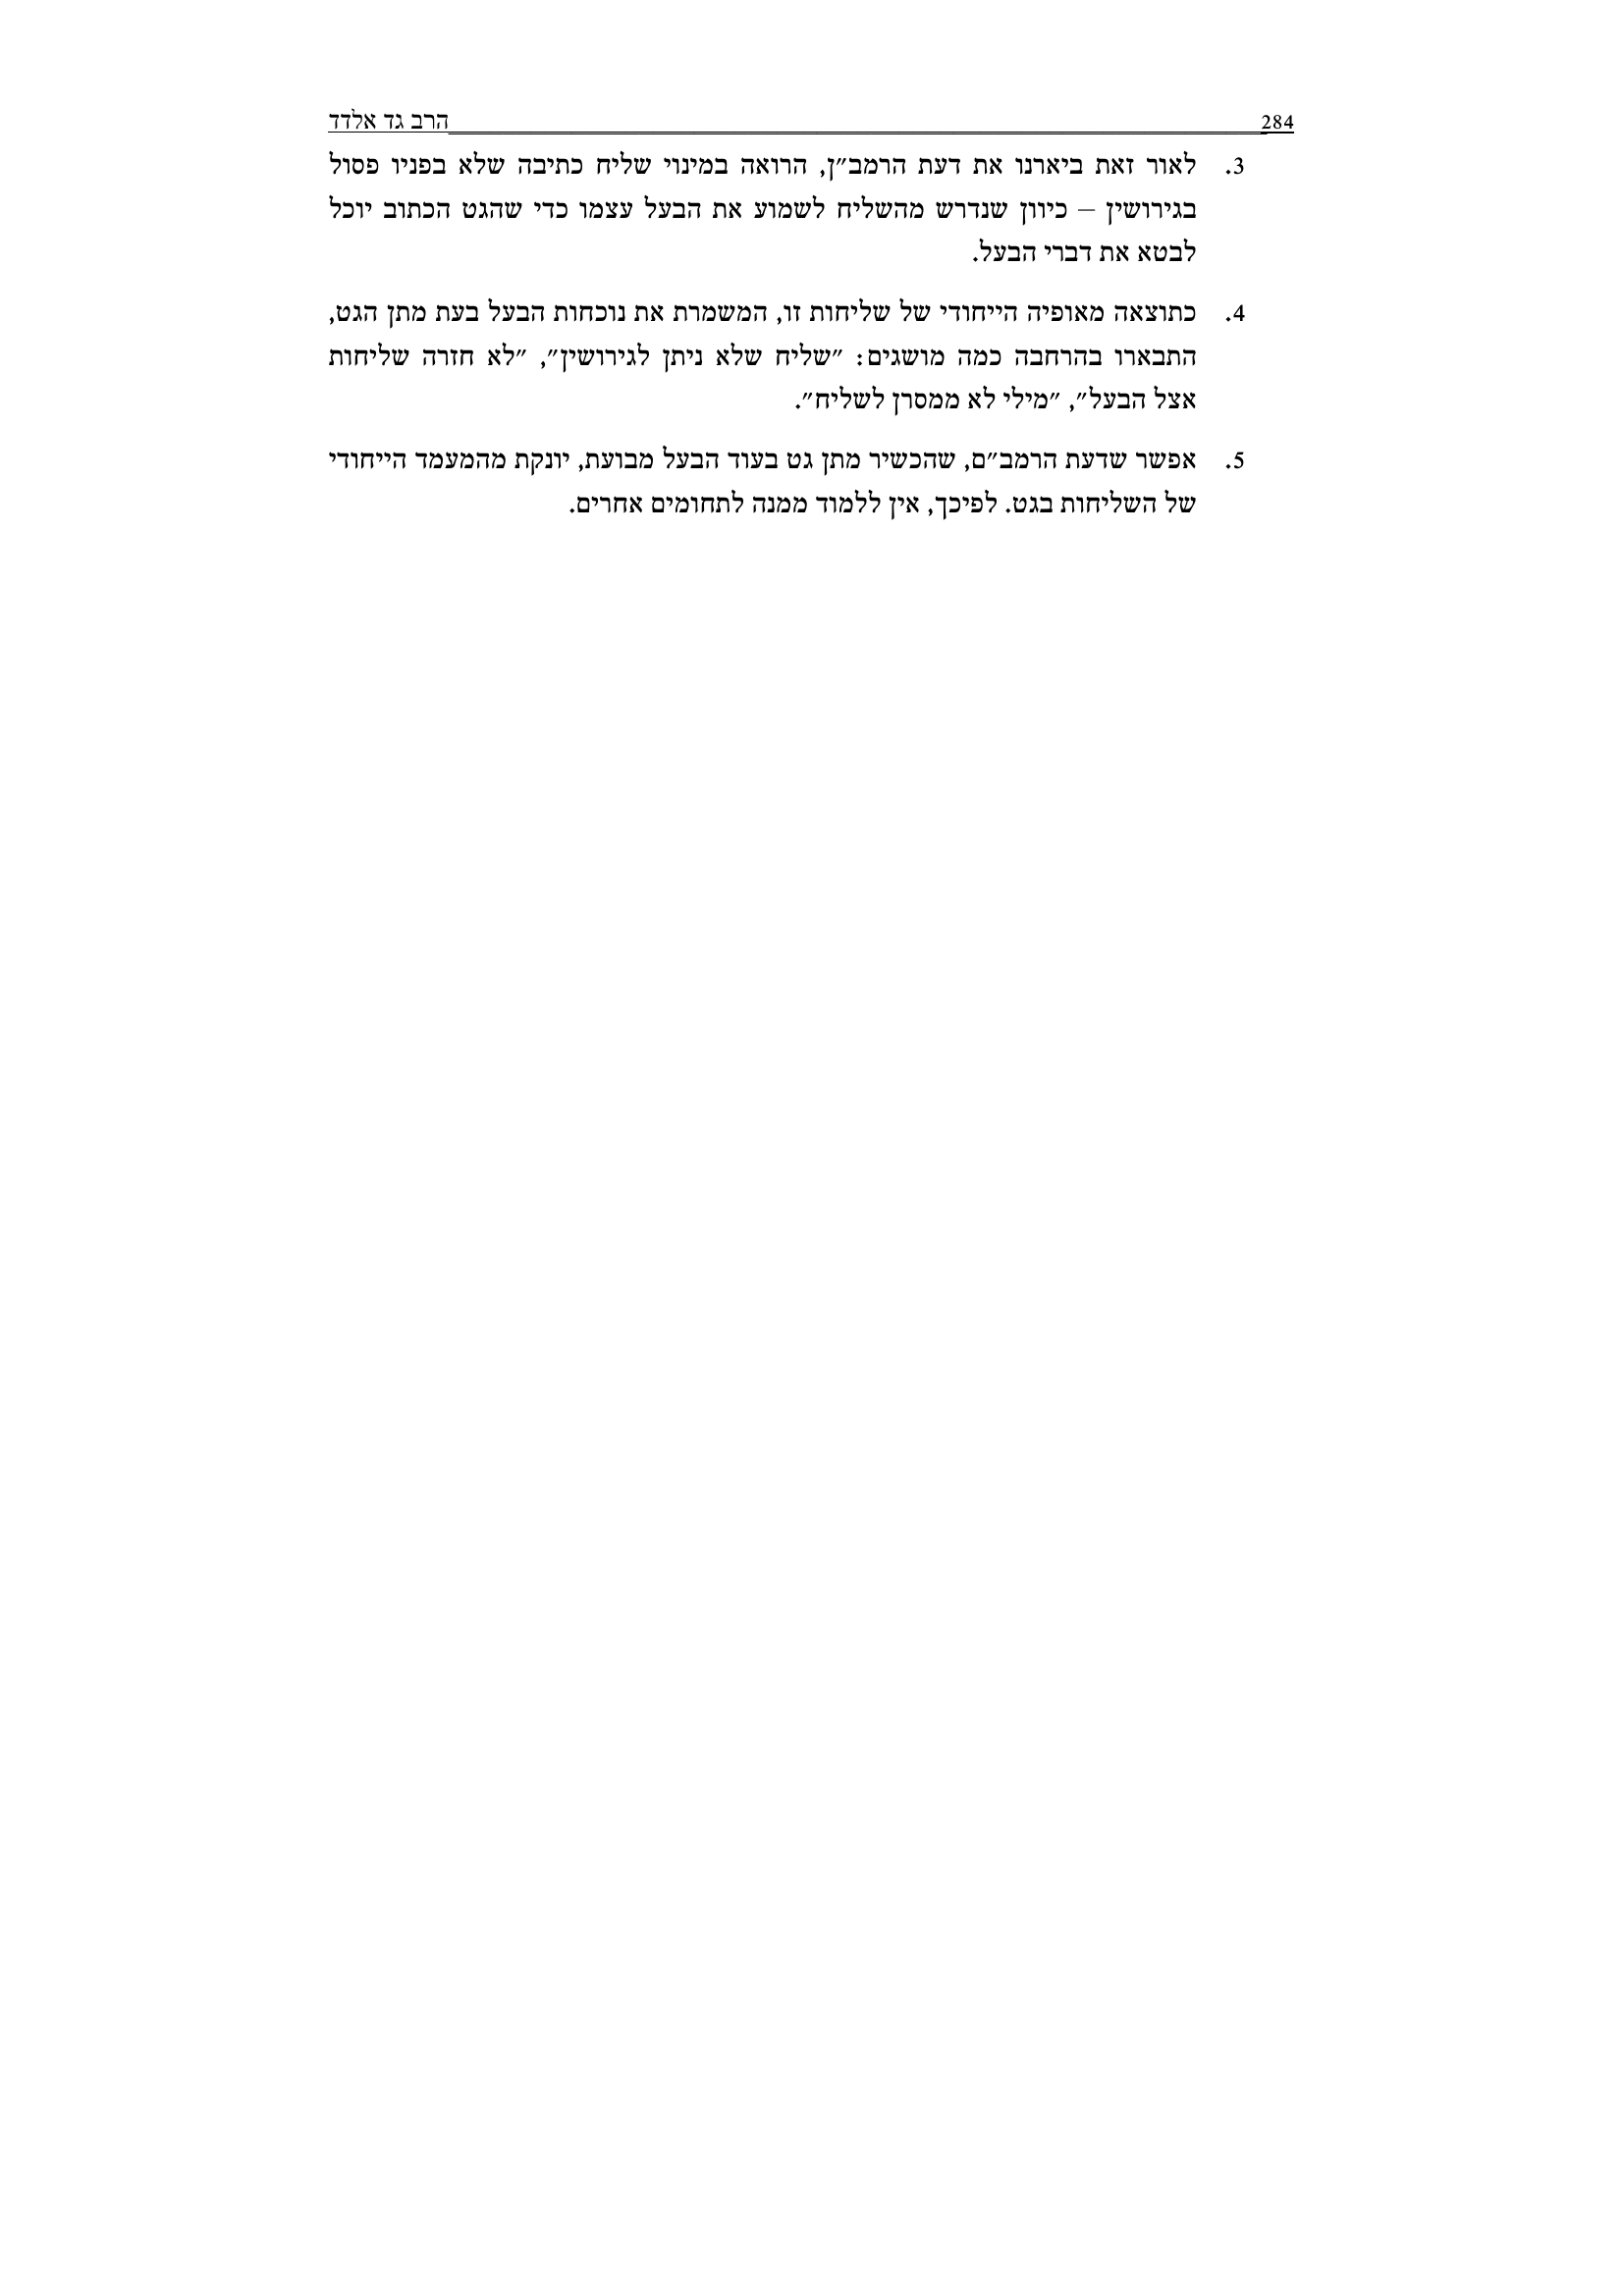 284 הרב גד אלדד
3. לאור זאת ביארנו את דעת הרמב״ן, הרואה במינוי שליח כתיבה שלא בפניו פסול
בגירושין – כיוון שנדרש מהשליח לשמוע את הבעל עצמו כדי שהגט הכתוב יוכל
לבטא את דברי הבעל.
4. כתוצאה מאופיה הייחודי של שליחות זו, המשמרת את נוכחות הבעל בעת מתן הגט,
התבארו בהרחבה כמה מושגים: ״שליח שלא ניתן לגירושין״, ״לא חזרה שליחות
אצל הבעל״, ״מילי לא ממסרן לשליח״.
5. אפשר שדעת הרמב״ם, שהכשיר מתן גט בעוד הבעל מבועת, יונקת מהמעמד הייחודי
של השליחות בגט. לפיכך, אין ללמוד ממנה לתחומים אחרים.